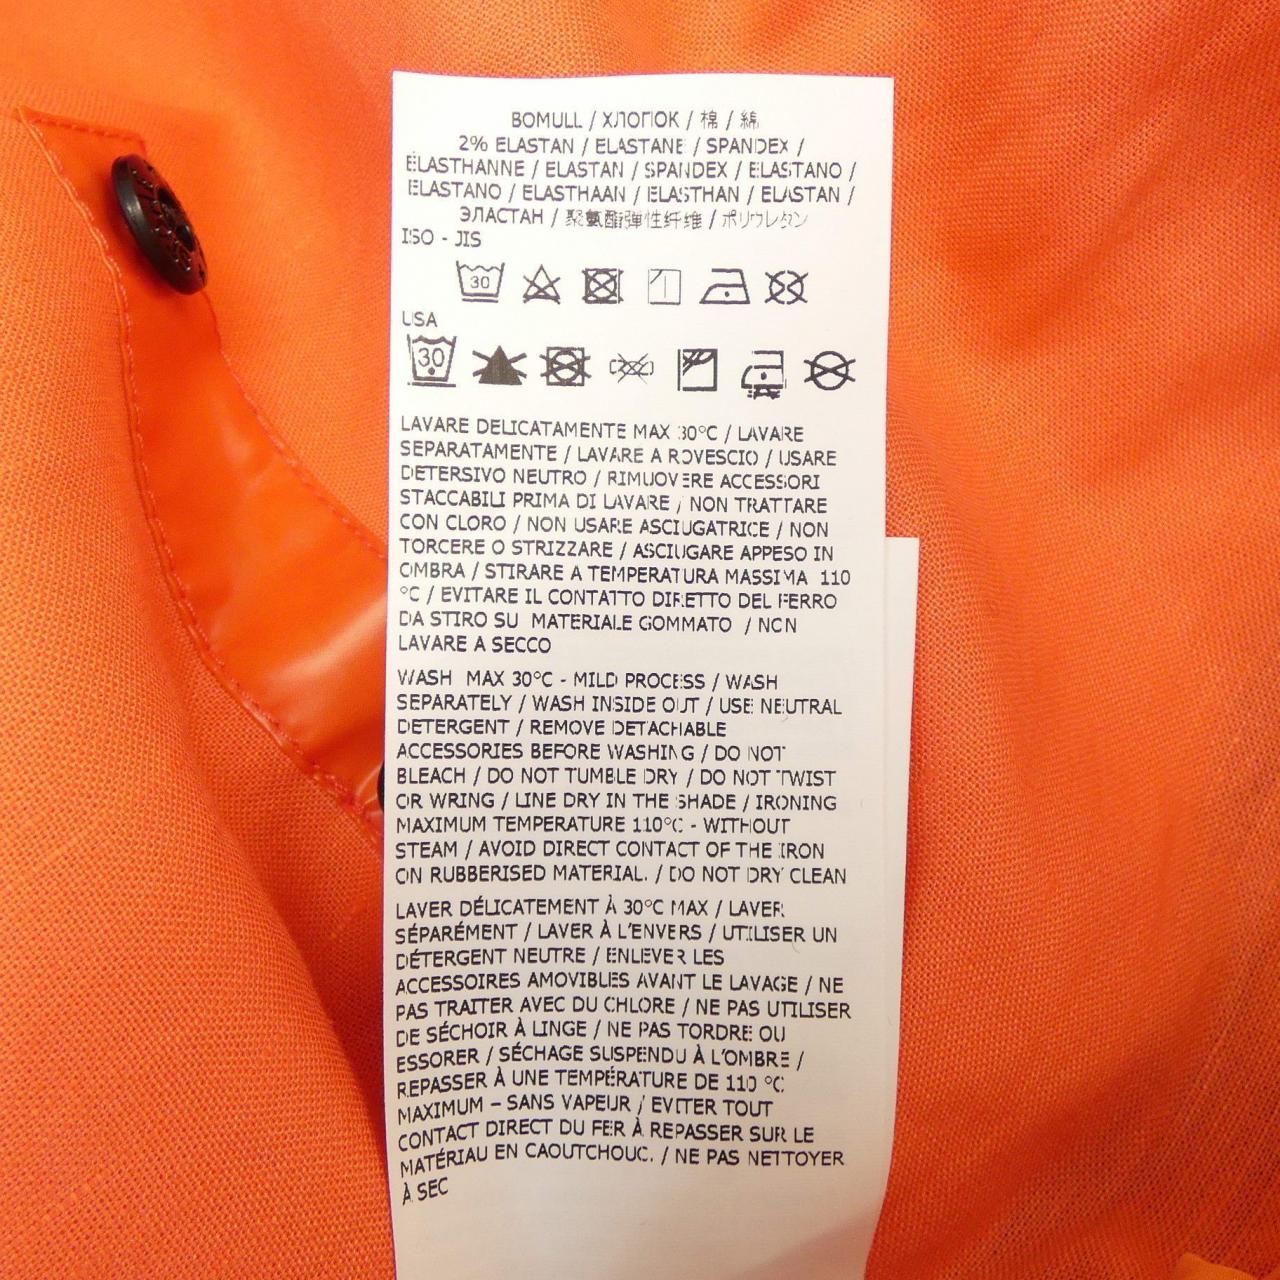 BOMULL / ХЛОПОК / 棉 / 綿
2% ELASTAN / ELASTANE / SPANDEX /
ÉLASTHANNE / ELASTAN / SPANDEX / ELASTANO /
ELASTANO / ELASTHAAN / ELASTHAN / ELASTAN /
ЭЛАСТАН / 聚氨酯弹性纤维 / ポリウレタン
ISO - JIS
30
USA
30
LAVARE DELICATAMENTE MAX 30°C / LAVARE
SEPARATAMENTE / LAVARE A ROVESCIO / USARE
DETERSIVO NEUTRO / RIMUOVERE ACCESSORI
STACCABILI PRIMA DI LAVARE / NON TRATTARE
CON CLORO / NON USARE ASCIUGATRICE / NON
TORCERE O STRIZZARE / ASCIUGARE APPESO IN
OMBRA / STIRARE A TEMPERATURA MASSIMA 110
°C / EVITARE IL CONTATTO DIRETTO DEL FERRO
DA STIRO SU MATERIALE GOMMATO / NON
LAVARE A SECCO
WASH MAX 30°C - MILD PROCESS / WASH
SEPARATELY / WASH INSIDE OUT / USE NEUTRAL
DETERGENT / REMOVE DETACHABLE
ACCESSORIES BEFORE WASHING / DO NOT
BLEACH / DO NOT TUMBLE DRY / DO NOT TWIST
OR WRING / LINE DRY IN THE SHADE / IRONING
MAXIMUM TEMPERATURE 110°C - WITHOUT
STEAM / AVOID DIRECT CONTACT OF THE IRON
ON RUBBERISED MATERIAL. / DO NOT DRY CLEAN
LAVER DÉLICATEMENT À 30°C MAX / LAVER
SÉPARÉMENT / LAVER À L'ENVERS / UTILISER UN
DÉTERGENT NEUTRE / ENLEVER LES
ACCESSOIRES AMOVIBLES AVANT LE LAVAGE / NE
PAS TRAITER AVEC DU CHLORE / NE PAS UTILISER
DE SÉCHOIR À LINGE / NE PAS TORDRE OU
ESSORER / SÉCHAGE SUSPENDU À L'OMBRE /
REPASSER À UNE TEMPÉRATURE DE 110 °C
MAXIMUM – SANS VAPEUR / EVITER TOUT
CONTACT DIRECT DU FER À REPASSER SUR LE
MATÉRIAU EN CAOUTCHOUC. / NE PAS NETTOYER
À SEC